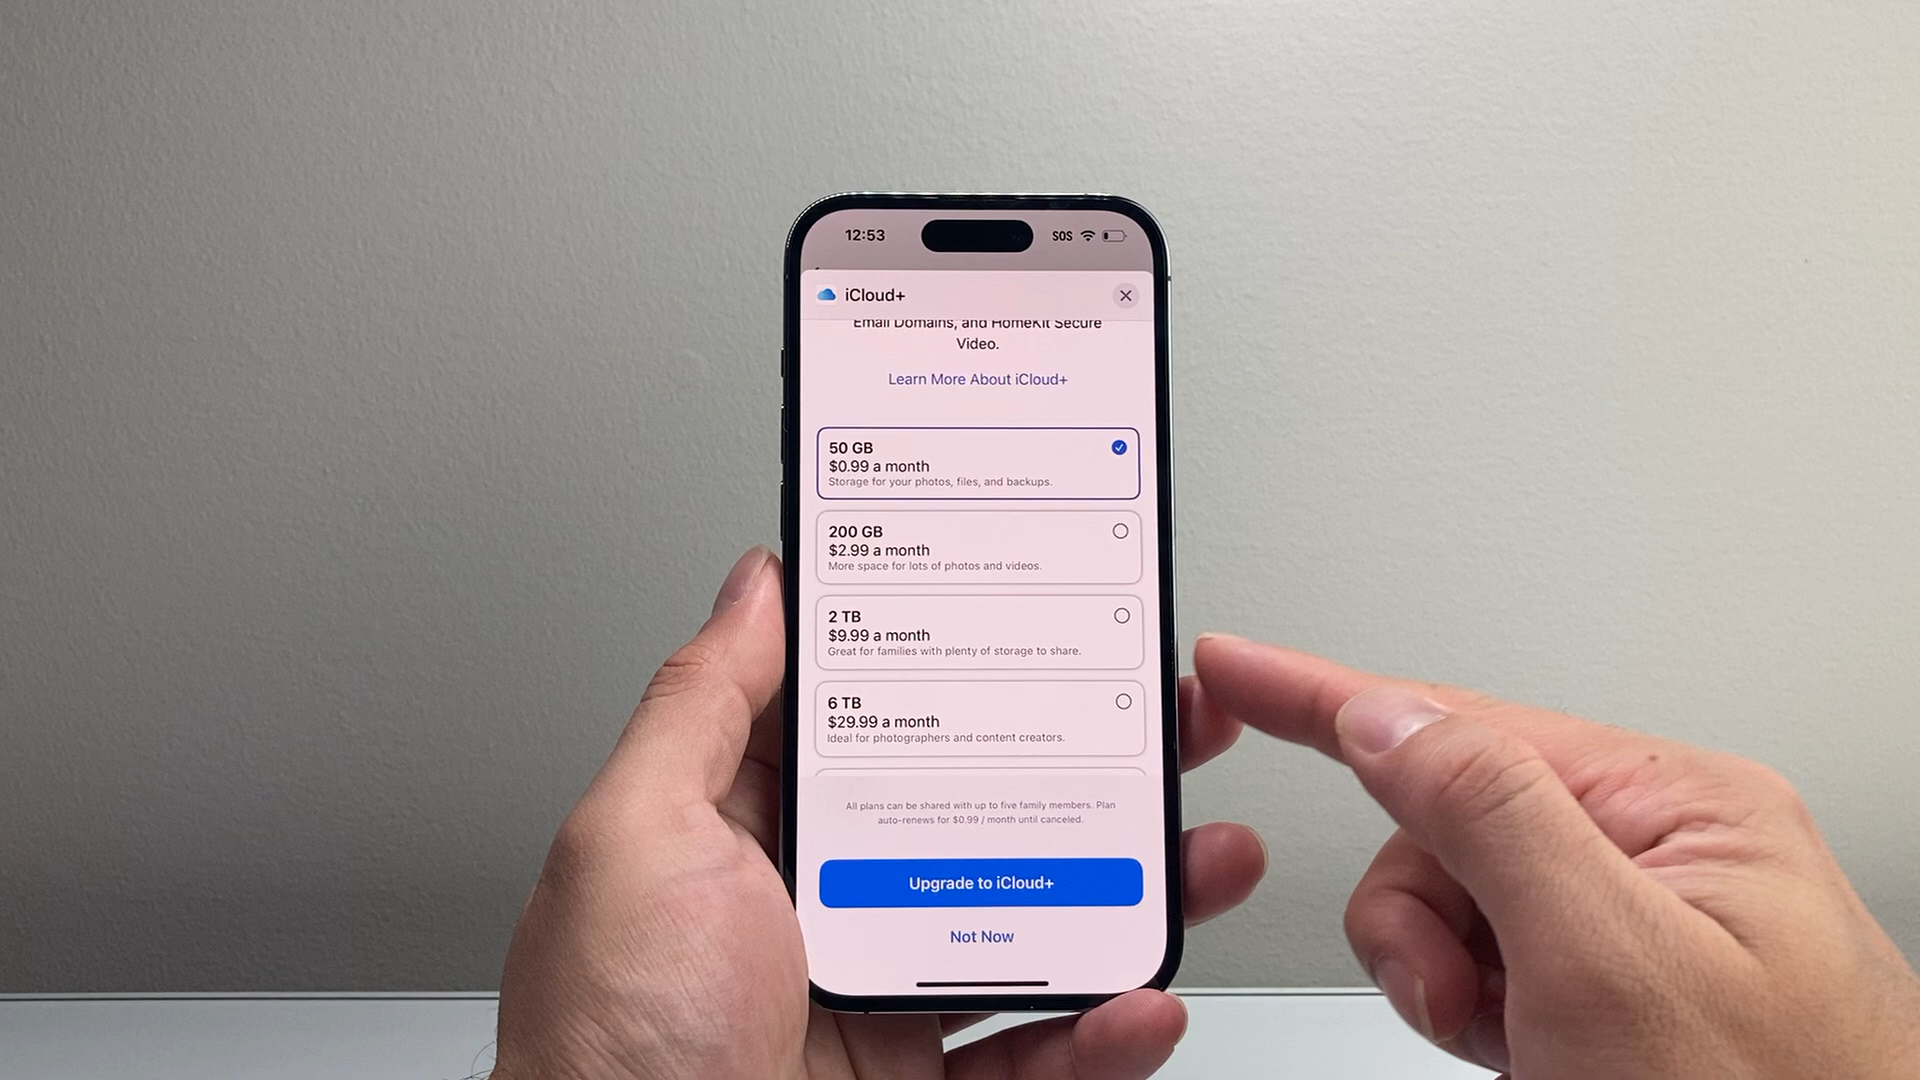 12:53
SOS
iCloud+
Email Domains, and HomeKit Secure
Video.
Learn More About iCloud+
50 GB
$0.99 a month
Storage for your photos, files, and backups.
200 GB
$2.99 a month
More space for lots of photos and videos.
2 TB
$9.99 a month
Great for families with plenty of storage to share.
6 TB
$29.99 a month
Ideal for photographers and content creators.
All plans can be shared with up to five family members. Plan
auto-renews for $0.99 / month until canceled.
Upgrade to iCloud+
Not Now